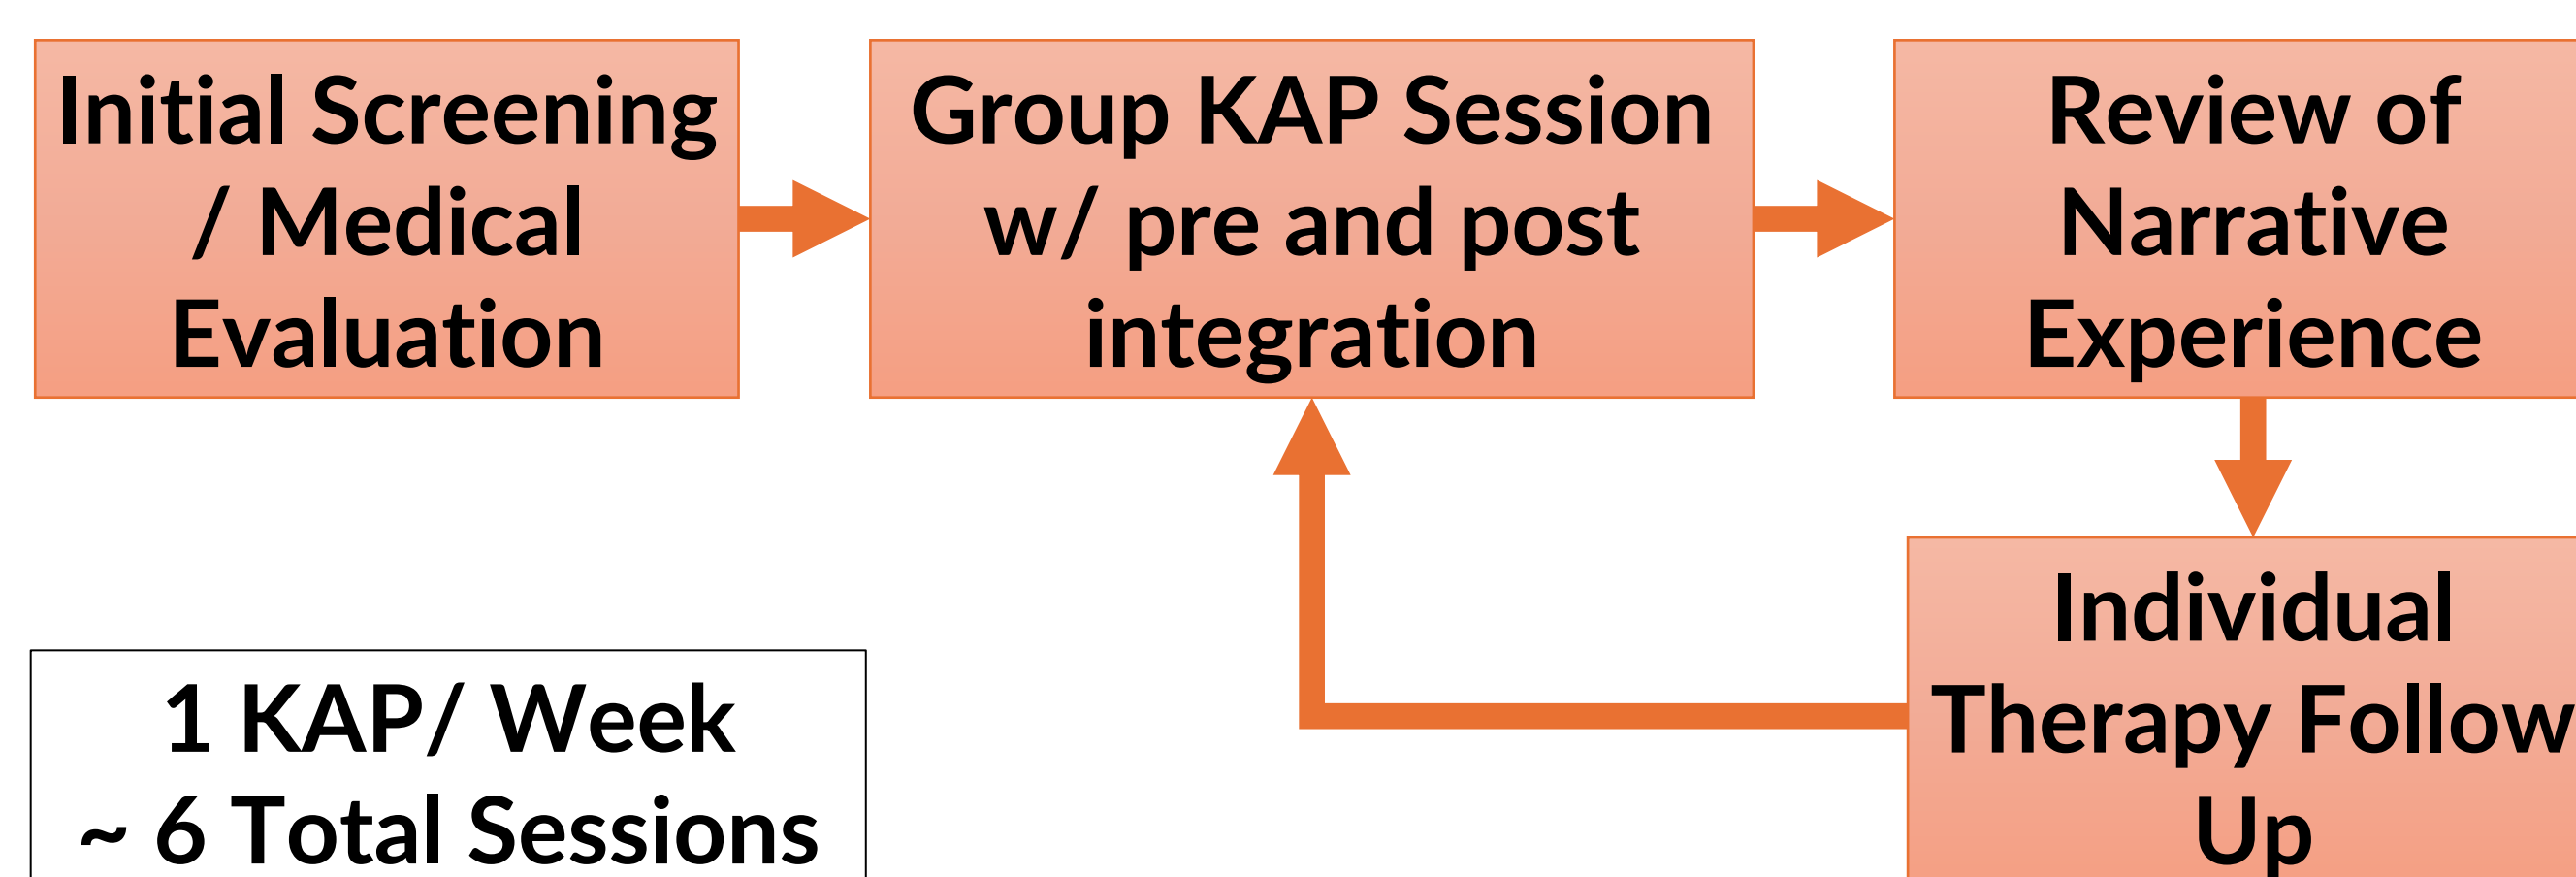 Initial Screening
/ Medical
Evaluation
Group KAP Session
w/ pre and post
integration
Review of
Narrative
Experience
Individual
Therapy Follow
Up
1 KAP/ Week
~ 6 Total Sessions